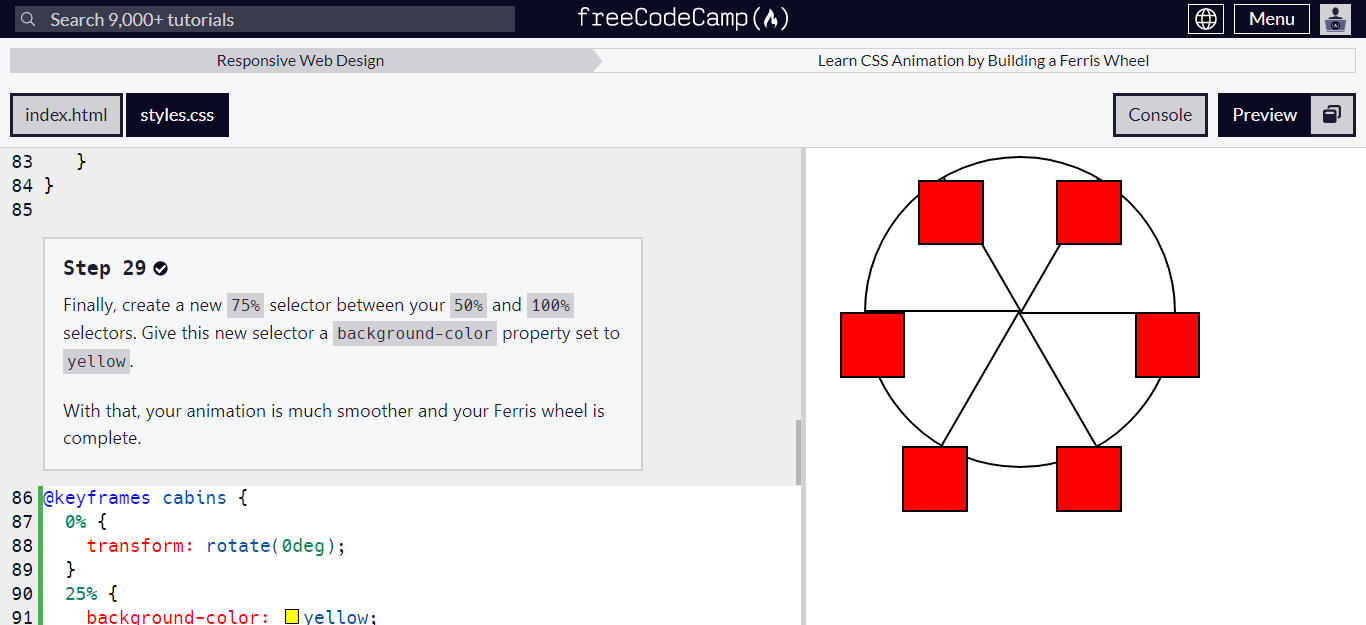 Search 9,000+ tutorials
freeCodeCamp
Menu
Responsive Web Design
Learn CSS Animation by Building a Ferris Wheel
index.html
styles.css
Console
Preview
83 }
84 }
85
Step 29
Finally, create a new 75% selector between your 50% and 100%
selectors. Give this new selector a background-color property set to
yellow.
With that, your animation is much smoother and your Ferris wheel is
complete.
86 @keyframes cabins {
87 0% {
88 transform: rotate(0deg);
89 }
90 25% {
91 background-color: yellow;